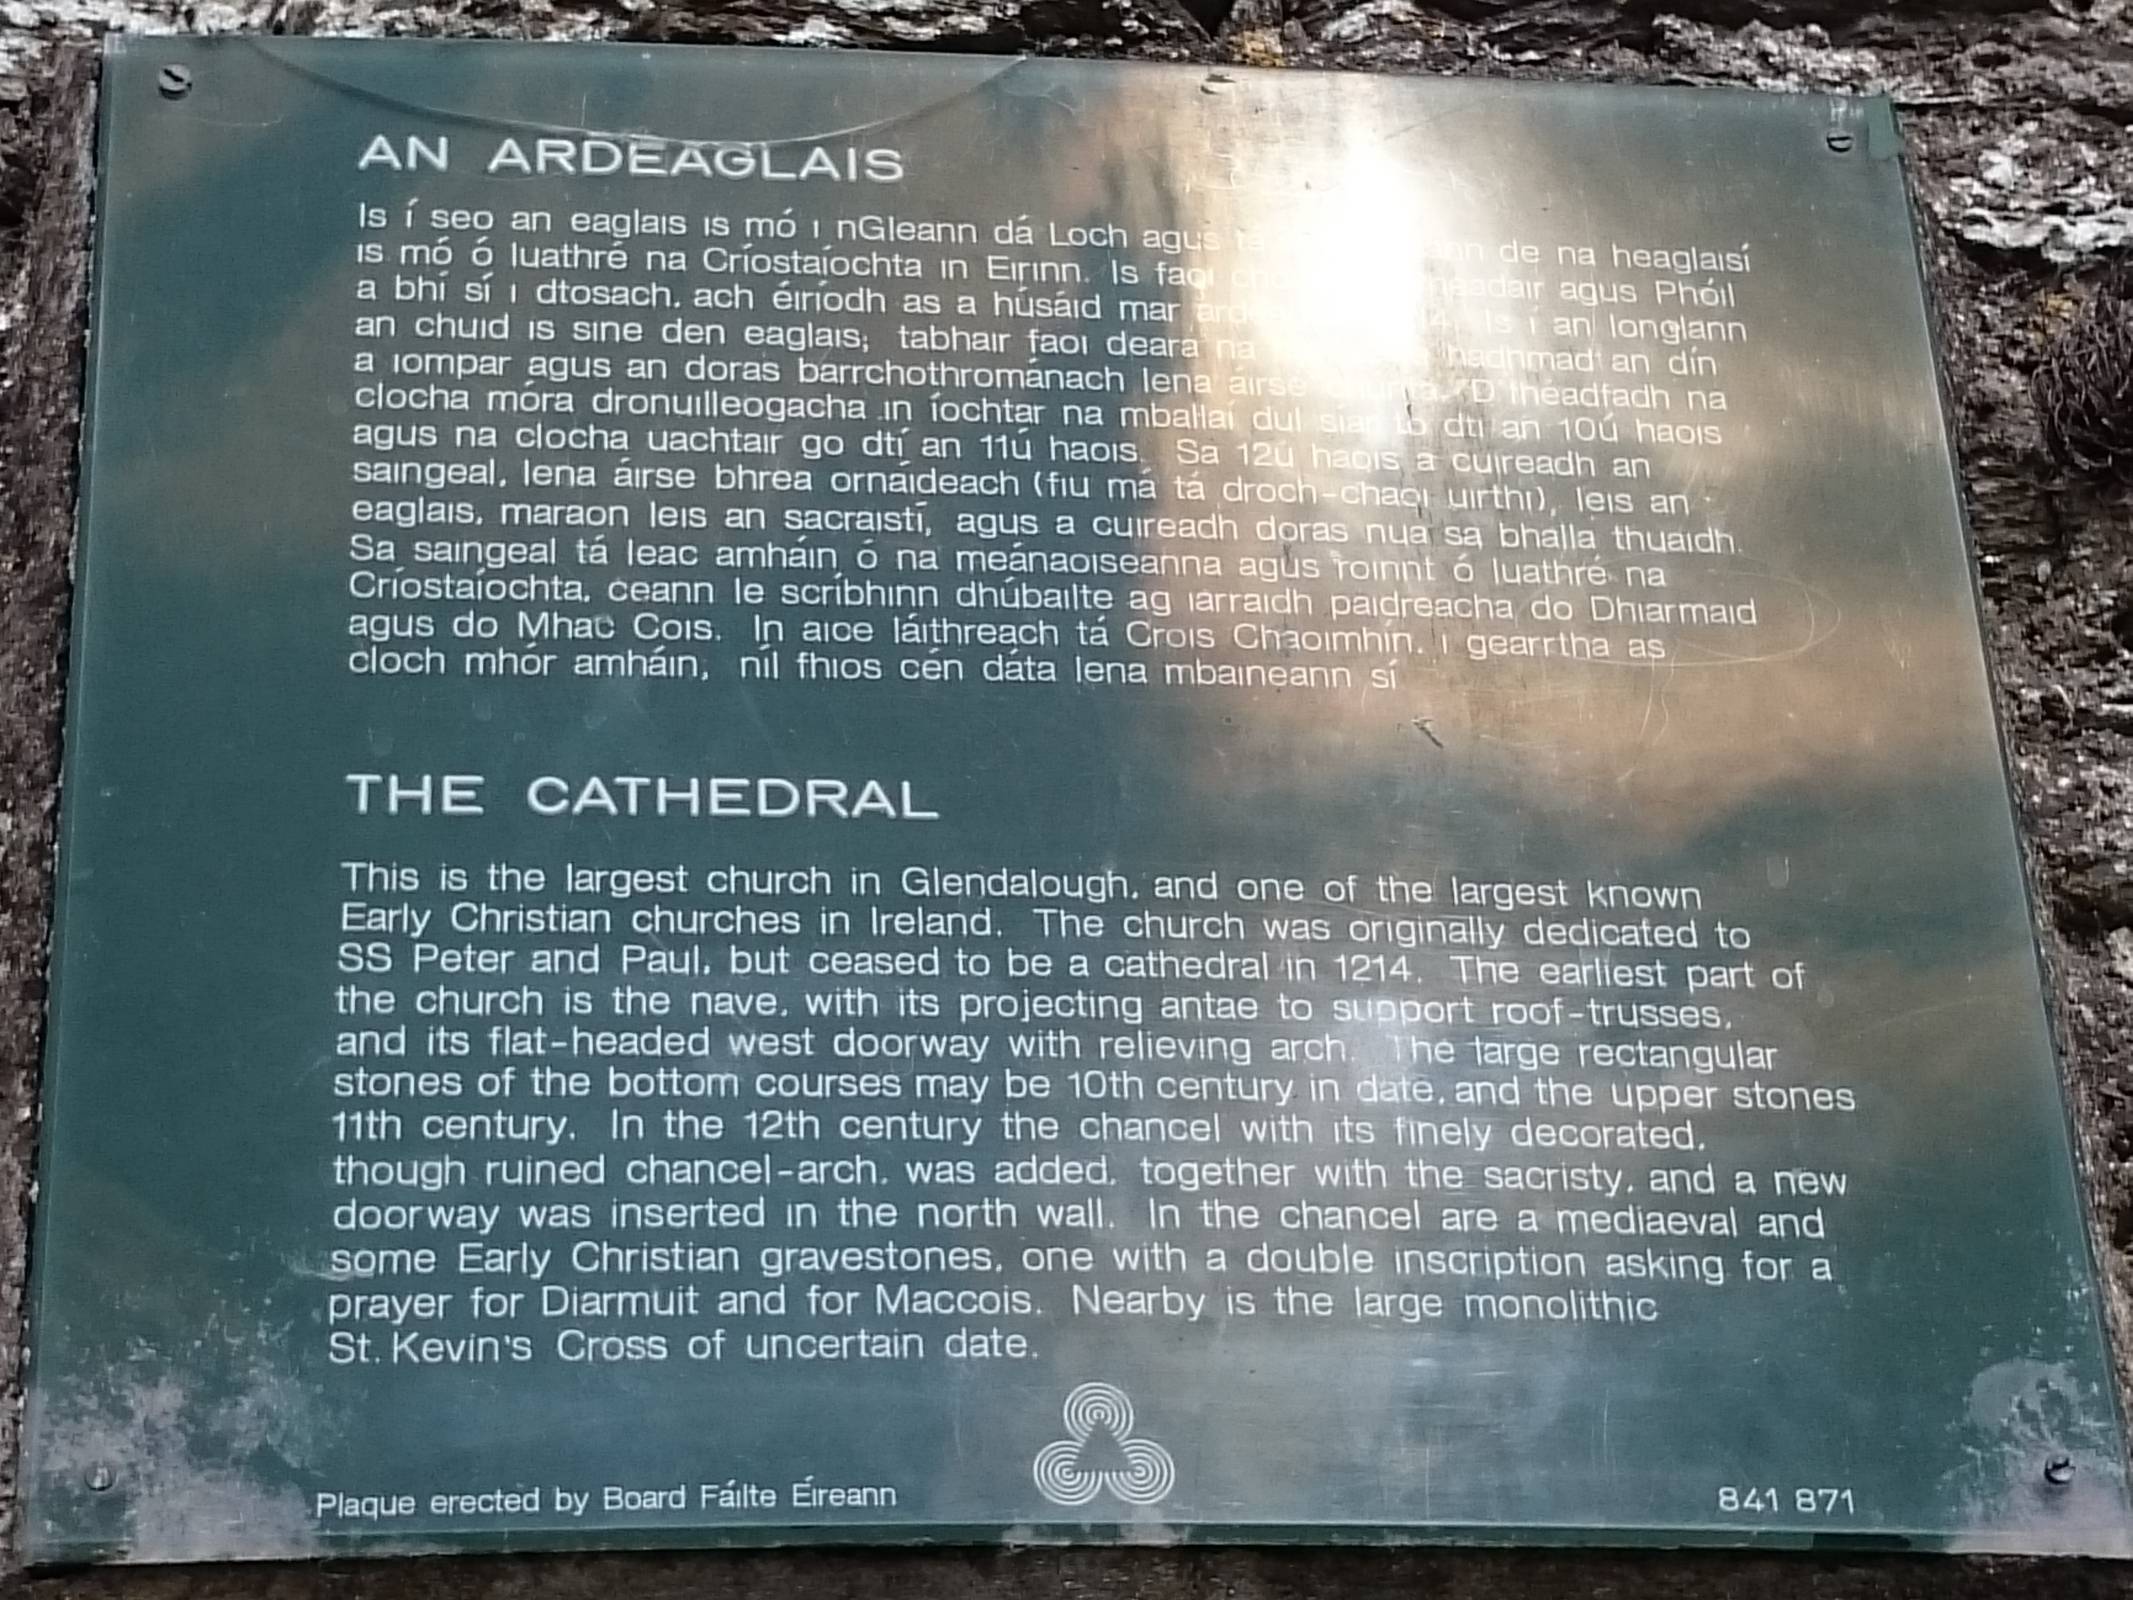 AN ARDEAGLAIS
Is í seo an eaglais is mó i nGleann dá Loch agus de na heaglaisí
is mó ó luathré na Críostaíochta in Eirinn. Is faoi agus Phóil
a bhí sí i dtosach, ach éiríodh as a húsáid mar Is í an longlann
an chuid is sine den eaglais; tabhair faoi deara na an dín
a iompar agus an doras barrchothrománach lena áirse D'fhéadfadh na
clocha móra dronuilleogacha in íochtar na mballaí dul siar go dtí an 10ú haois
agus na clocha uachtair go dtí an 11ú haois. Sa 12ú haois a cuireadh an
saingeal, lena áirse bhrea ornáideach (fiu má tá droch-chaoi uirthi), leis an
eaglais, maraon leis an sacraistí, agus a cuireadh doras nua sa bhalla thuaidh.
Sa saingeal tá leac amháin ó na meánaoiseanna agus roinnt ó luathré na
Críostaíochta, ceann le scríbhinn dhúbailte ag iarraidh paidreacha do Dhiarmaid
agus do Mhac Cois. In aice láithreach tá Crois Chaoimhín, i gearrtha as
cloch mhór amháin, níl fhios cén dáta lena mbaineann sí
THE CATHEDRAL
This is the largest church in Glendalough, and one of the largest known
Early Christian churches in Ireland. The church was originally dedicated to
SS Peter and Paul, but ceased to be a cathedral in 1214. The earliest part of
the church is the nave, with its projecting antae to support roof-trusses,
and its flat-headed west doorway with relieving arch. The large rectangular
stones of the bottom courses may be 10th century in date, and the upper stones
11th century. In the 12th century the chancel with its finely decorated,
though ruined chancel-arch, was added, together with the sacristy, and a new
doorway was inserted in the north wall. In the chancel are a mediaeval and
some Early Christian gravestones, one with a double inscription asking for a
prayer for Diarmuit and for Maccois. Nearby is the large monolithic
St. Kevin's Cross of uncertain date.
Plaque erected by Board Fáilte Éireann
841 871